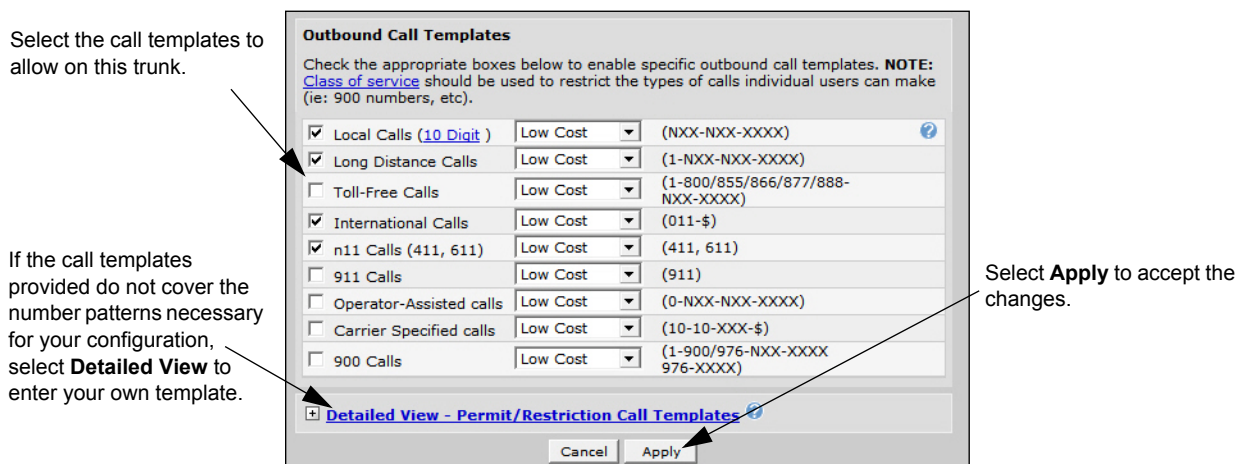 Select the call templates to
allow on this trunk.
Outbound Call Templates
Check the appropriate boxes below to enable specific outbound call templates. NOTE:
Class of service should be used to restrict the types of calls individual users can make
(ie: 900 numbers, etc).
Local Calls (10 Digit ) Low Cost (NXX-NXX-XXXX) ?
Long Distance Calls Low Cost (1-NXX-NXX-XXXX)
Toll-Free Calls Low Cost (1-800/855/866/877/888-
NXX-XXXX)
International Calls Low Cost (011-$)
n11 Calls (411, 611) Low Cost (411, 611)
911 Calls Low Cost (911)
Operator-Assisted calls Low Cost (0-NXX-NXX-XXXX)
Carrier Specified calls Low Cost (10-10-XXX-$)
900 Calls Low Cost (1-900/976-NXX-XXXX
976-XXXX)
If the call templates
provided do not cover the
number patterns necessary
for your configuration,
select Detailed View to
enter your own template.
Detailed View - Permit/Restriction Call Templates ?
Cancel Apply
Select Apply to accept the
changes.